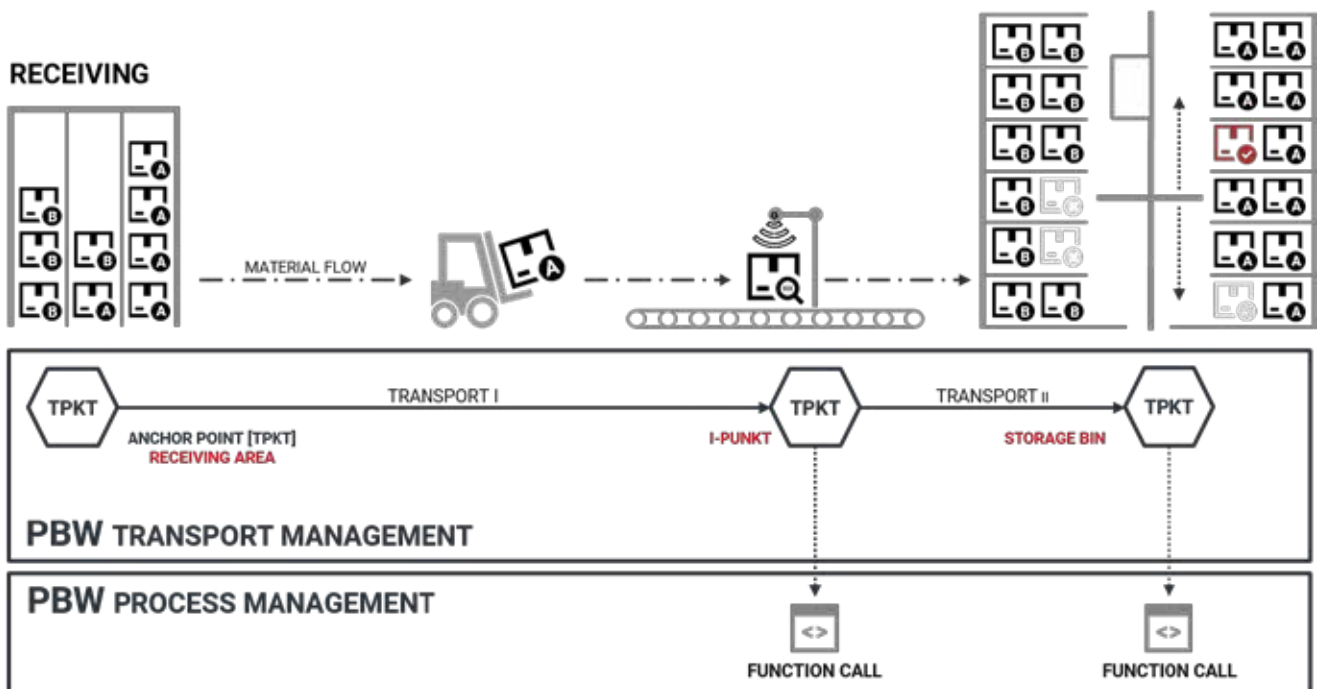 RECEIVING
B B
A A
B B
A A
A
B B
A
B
A
B
A A
B B
A
B
A
A A
B A A
B B
A
MATERIAL FLOW
TPKT
TRANSPORT I
TPKT
TRANSPORT II
TPKT
ANCHOR POINT [TPKT]
RECEIVING AREA
I-PUNKT
STORAGE BIN
PBW TRANSPORT MANAGEMENT
PBW PROCESS MANAGEMENT
<>
<>
FUNCTION CALL
FUNCTION CALL